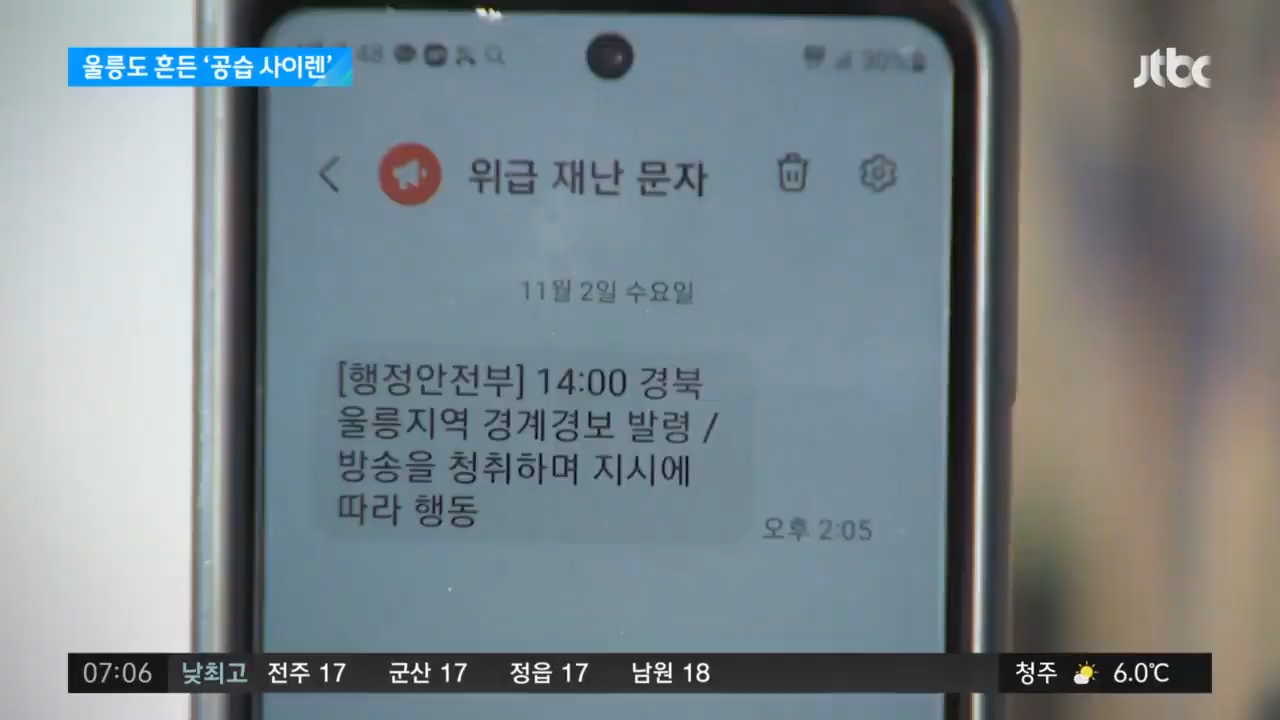 울릉도 흔든 ‘공습 사이렌’
jtbc
위급 재난 문자
11월 2일 수요일
[행정안전부] 14:00 경북
울릉지역 경계경보 발령 /
방송을 청취하며 지시에
따라 행동
오후 2:05
07:06 낮최고 전주 17 군산 17 정읍 17 남원 18 청주 6.0℃